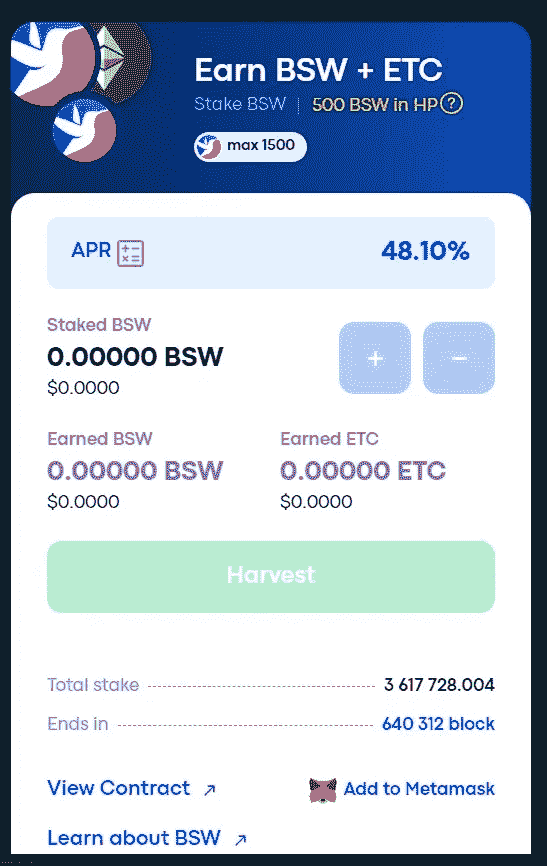 Earn BSW + ETC
Stake BSW | 500 BSW in HP ?
max 1500
APR 48.10%
Staked BSW
0.00000 BSW + −
$0.0000
Earned BSW Earned ETC
0.00000 BSW 0.00000 ETC
$0.0000 $0.0000
Harvest
Total stake 3 617 728.004
Ends in 640 312 block
View Contract ↗ Add to Metamask
Learn about BSW ↗